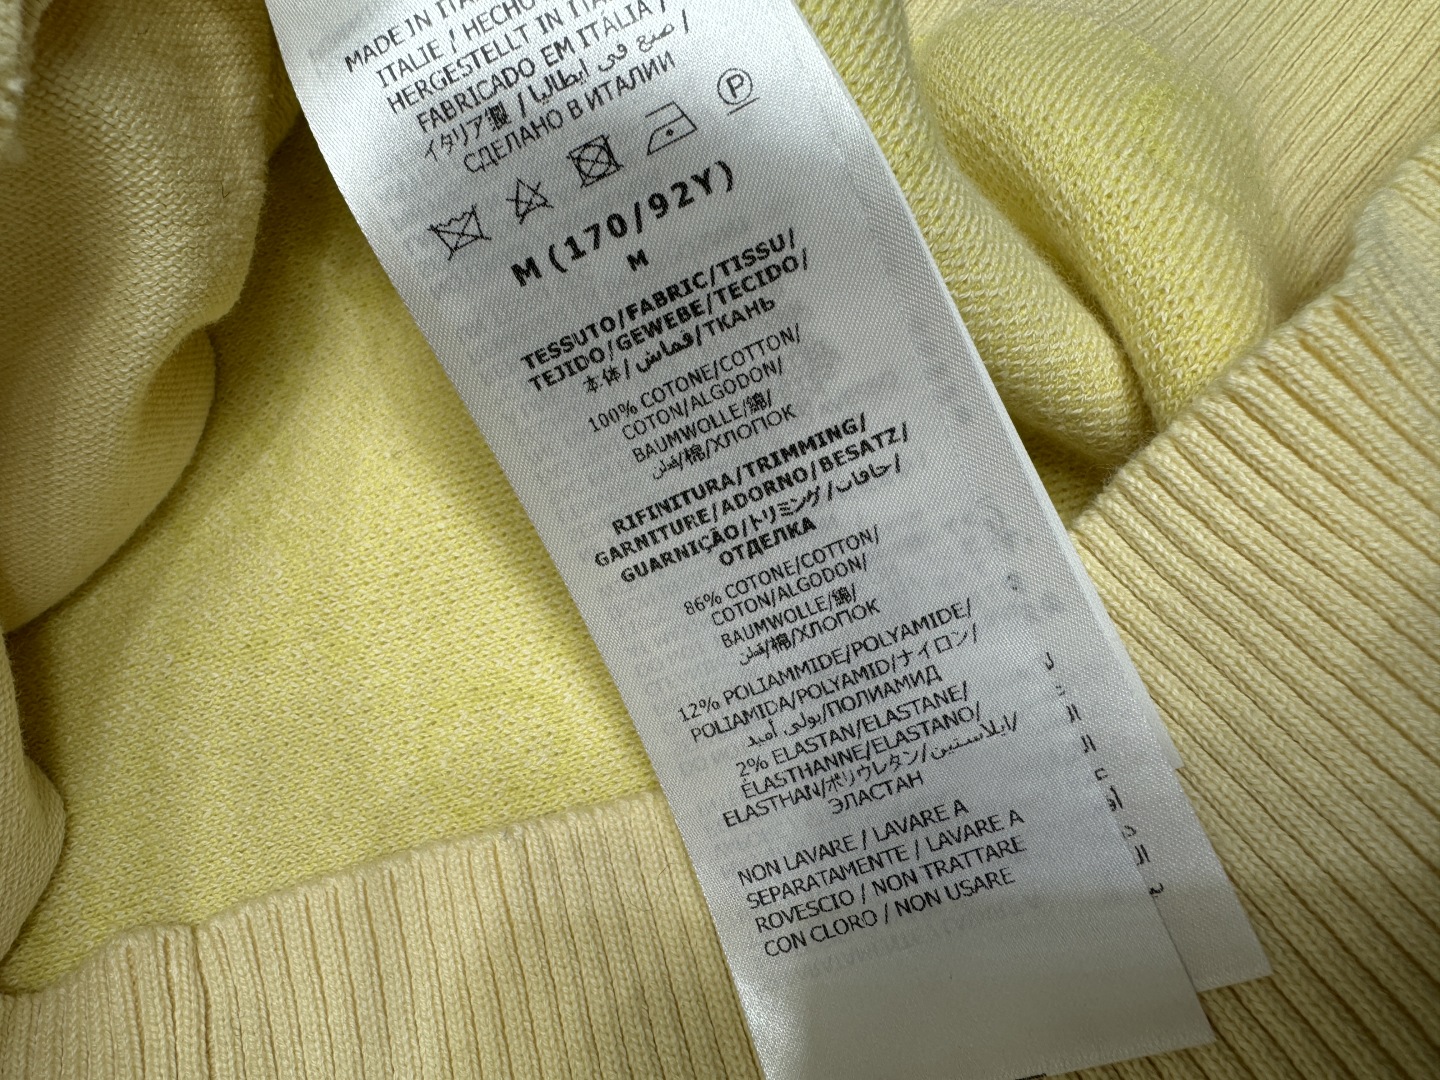 MADE IN
ITALIE / HECHO
HERGESTELLT IN
FABRICADO EM ITALIA /
صنع في إيطاليا /
イタリア製 /
СДЕЛАНО В ИТАЛИИ
P
M (170/92Y)
M
TESSUTO/FABRIC/TISSU/
TEJIDO/GEWEBE/TECIDO/
本体/قماش/ТКАНЬ
100% COTONE/COTTON/
COTON/ALGODON/
BAUMWOLLE/綿/
قطن/棉/ХЛОПОК
RIFINITURA/TRIMMING/
GARNITURE/ADORNO/BESATZ/
GUARNIÇÃO/トリミング/حافات/
ОТДЕЛКА
86% COTONE/COTTON/
COTON/ALGODON/
BAUMWOLLE/綿/
قطن/棉/ХЛОПОК
12% POLIAMMIDE/POLYAMIDE/
POLIAMIDA/POLYAMID/ナイロン/
بولي أميد/ПОЛИАМИД
2% ELASTAN/ELASTANE/
ÉLASTHANNE/ELASTANO/
ELASTHAN/ポリウレタン/ايلاستين/
ЭЛАСТАН
NON LAVARE / LAVARE A
SEPARATAMENTE / LAVARE A
ROVESCIO / NON TRATTARE
CON CLORO / NON USARE